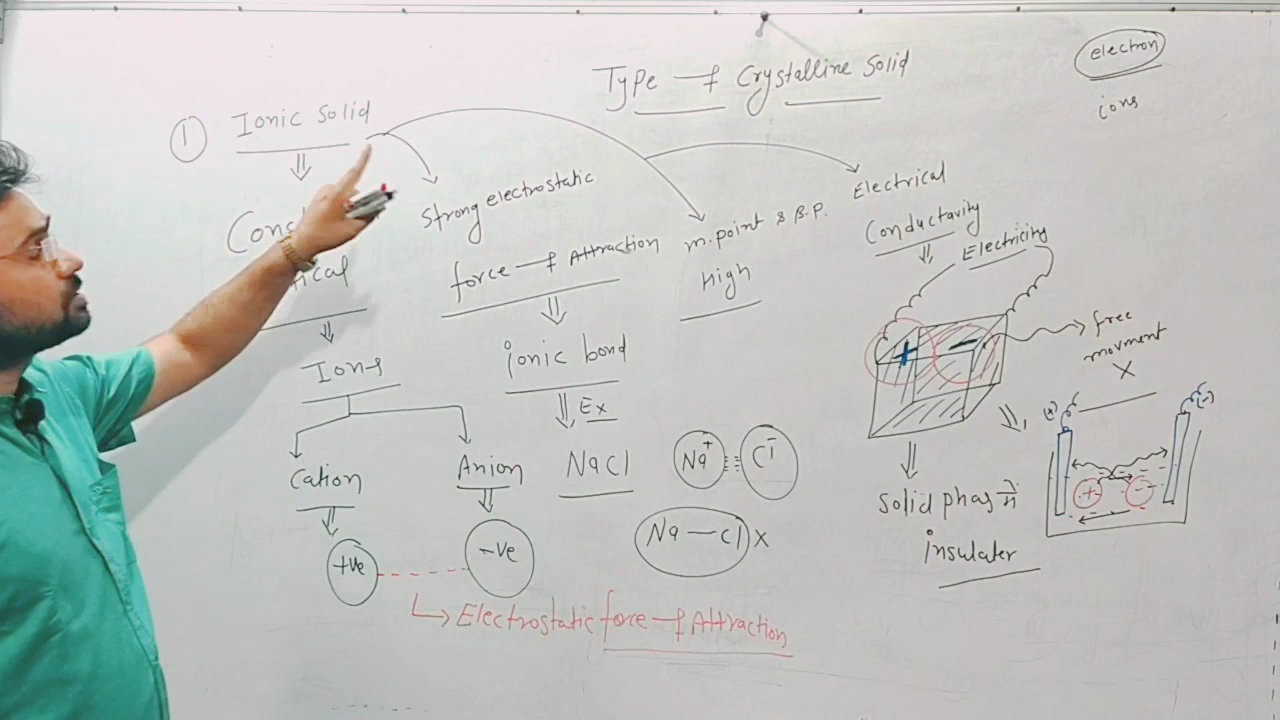 Type of Crystalline Solid
electron
ions
① Ionic Solid
Strong electrostatic
force of Attraction
ionic bond
Ex
NaCl
Na+ Cl-
Na-Cl X
Ions
Cation
Anion
+ve
-ve
Electrostatic force of Attraction
m. point & B.P.
High
Electrical
Conductavity
Electricity
+ -
free
movment
X
Solid phas में
insulater
(+) (-)
+ -